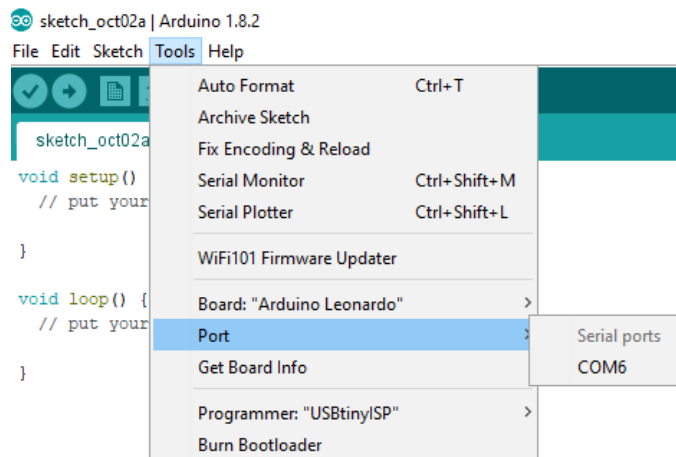 sketch_oct02a | Arduino 1.8.2
File Edit Sketch Tools Help
sketch_oct02a
void setup()
// put your
}
void loop() {
// put your
}
Auto Format Ctrl+T
Archive Sketch
Fix Encoding & Reload
Serial Monitor Ctrl+Shift+M
Serial Plotter Ctrl+Shift+L
WiFi101 Firmware Updater
Board: "Arduino Leonardo"
Port
Get Board Info
Programmer: "USBtinyISP"
Burn Bootloader
Serial ports
COM6